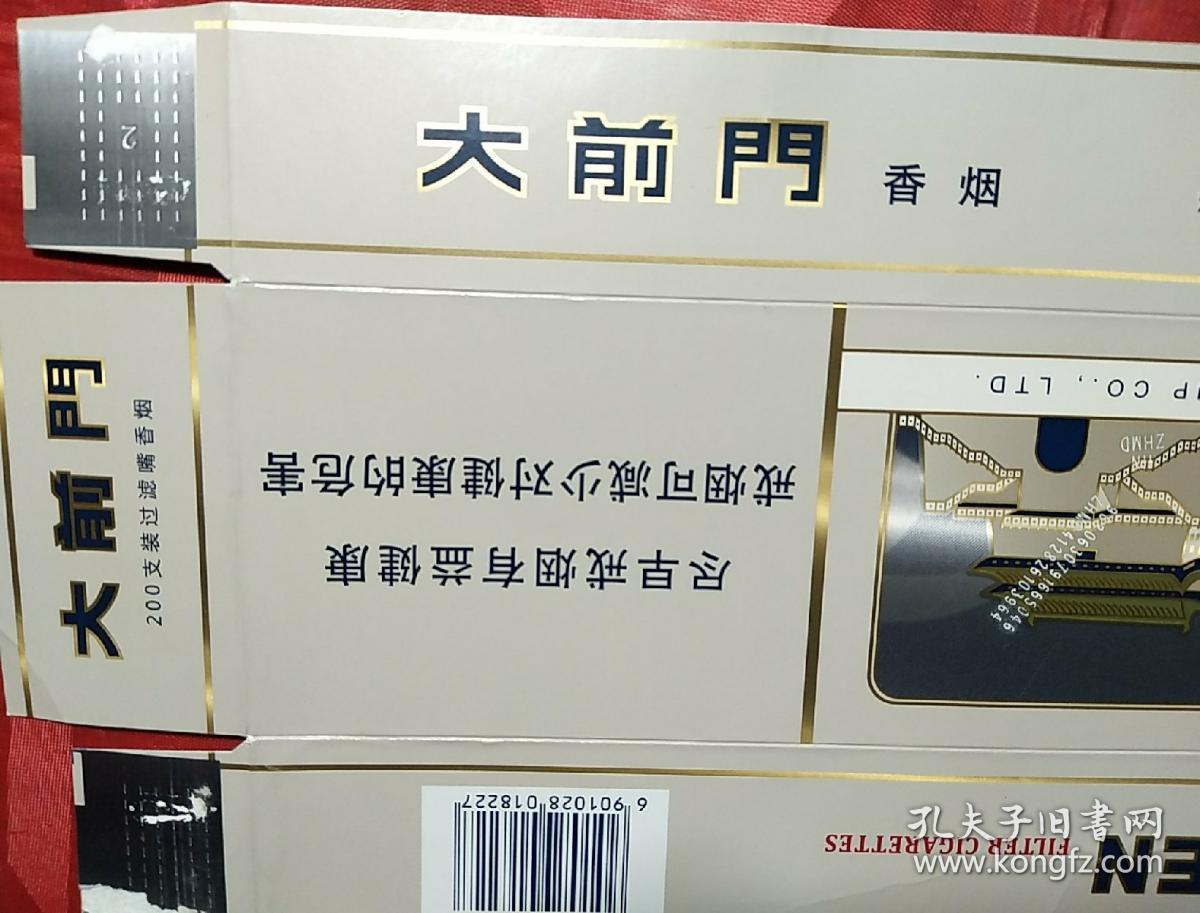 2
大前門 香烟
大前門
200支装过滤嘴香烟
尽早戒烟有益健康
戒烟可减少对健康的危害
CO., LTD.
ZHMD
6 901028 018227
FILTER CIGARETTES
EN
孔夫子旧书网
www.kongfz.com